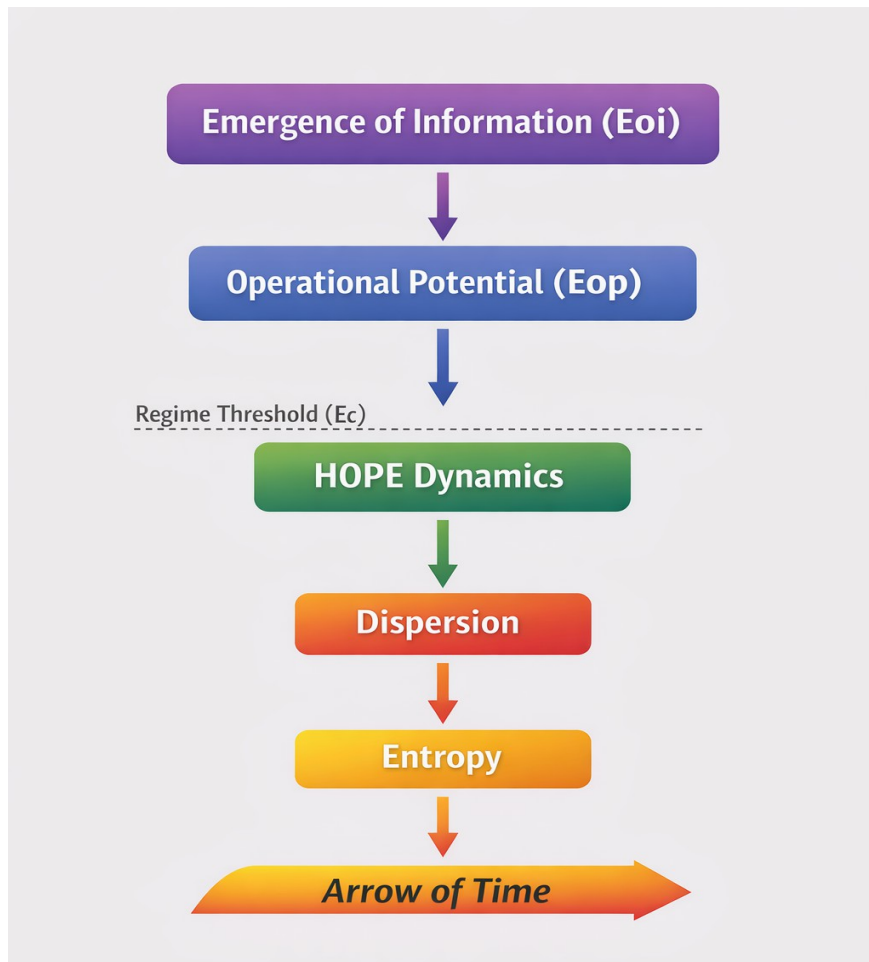 Emergence of Information (Eoi)
Operational Potential (Eop)
Regime Threshold (Ec)
HOPE Dynamics
Dispersion
Entropy
Arrow of Time